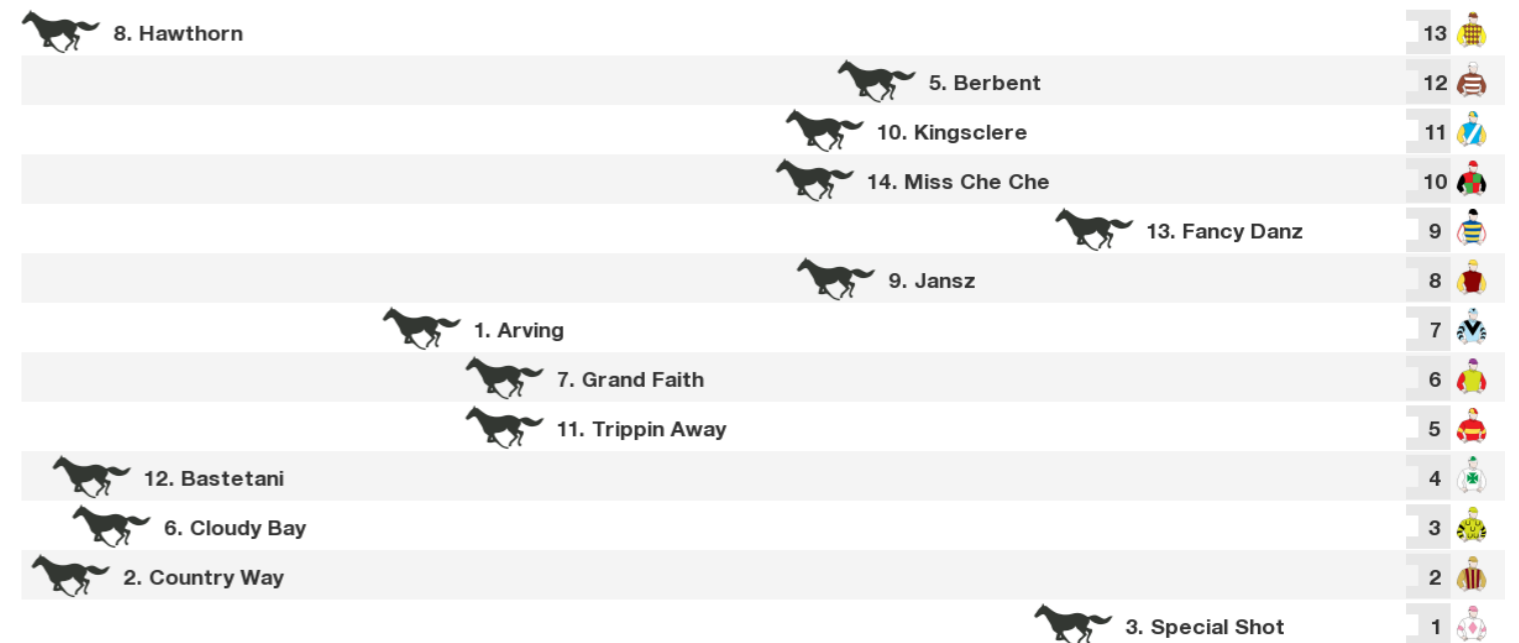 8. Hawthorn 13
5. Berbent 12
10. Kingsclere 11
14. Miss Che Che 10
13. Fancy Danz 9
9. Jansz 8
1. Arving 7
7. Grand Faith 6
11. Trippin Away 5
12. Bastetani 4
6. Cloudy Bay 3
2. Country Way 2
3. Special Shot 1